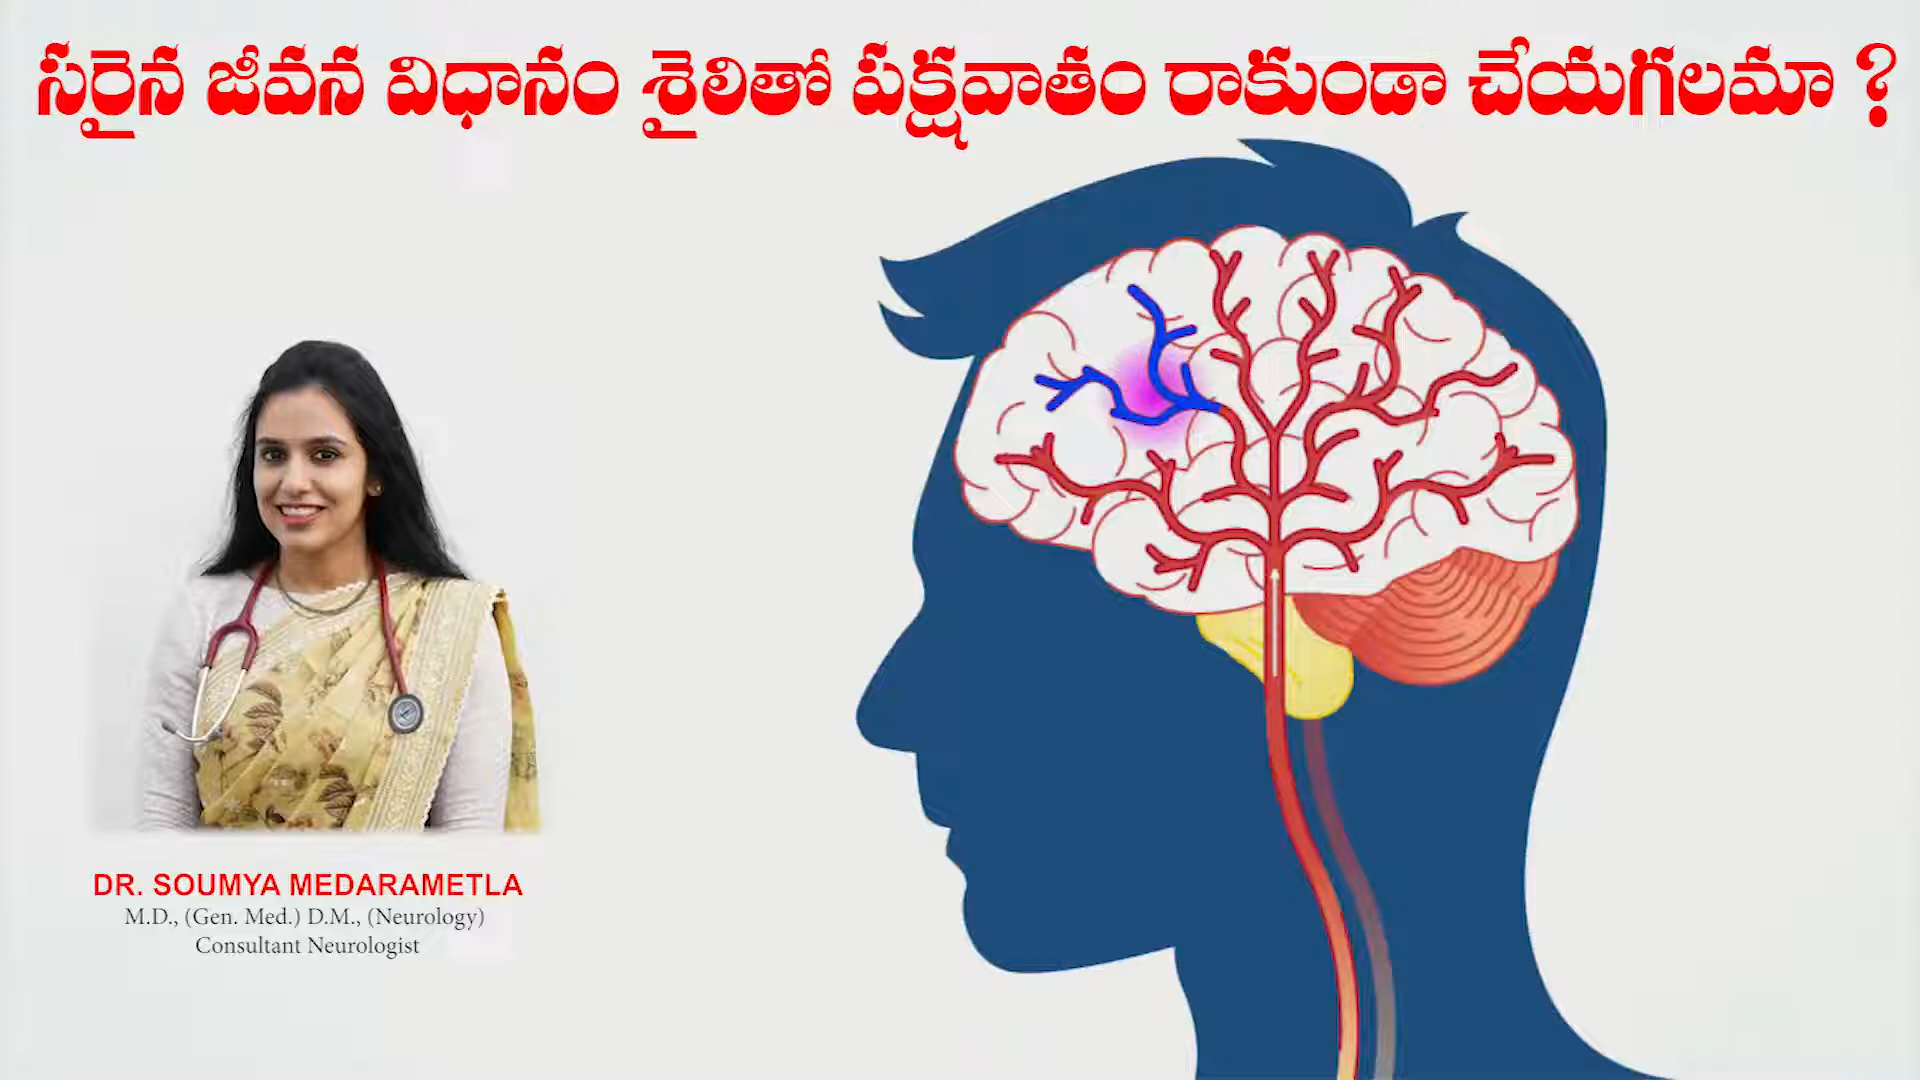 సరైన జీవన విధానం శైలితో పక్షవాతం రాకుండా చేయగలమా ?
DR. SOUMYA MEDARAMETLA
M.D., (Gen. Med.) D.M., (Neurology)
Consultant Neurologist